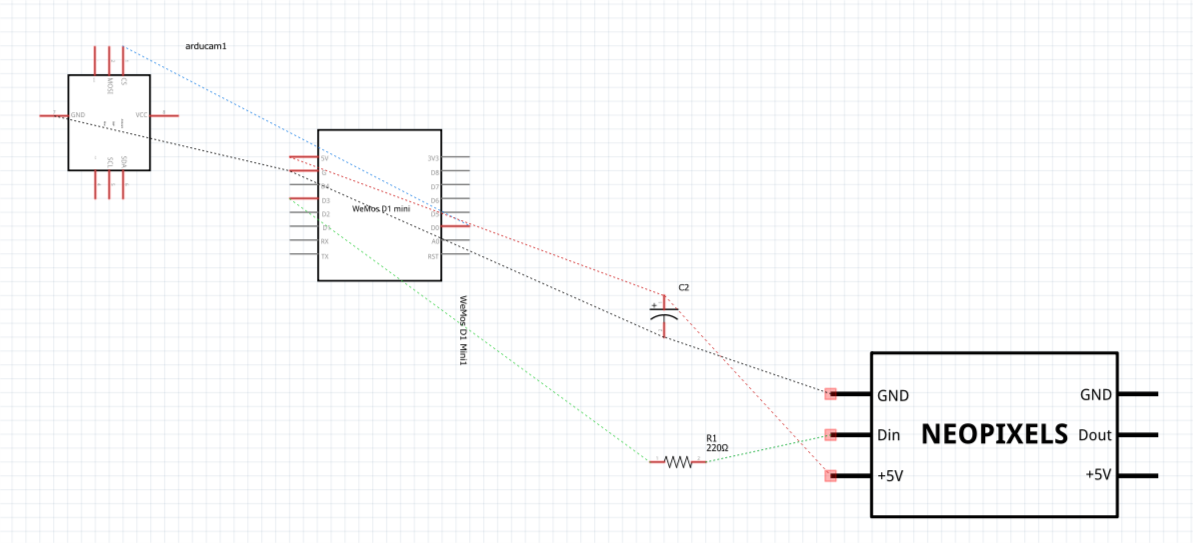 arducam1
MOSI
CS
GND
VCC
SCL
SDA
5V
G
D4
D3
D2
D1
RX
TX
WeMos D1 mini
3V3
D8
D7
D6
D5
D0
A0
RST
WeMos D1 Mini1
C2
+
R1
220Ω
GND
Din
+5V
NEOPIXELS
GND
Dout
+5V